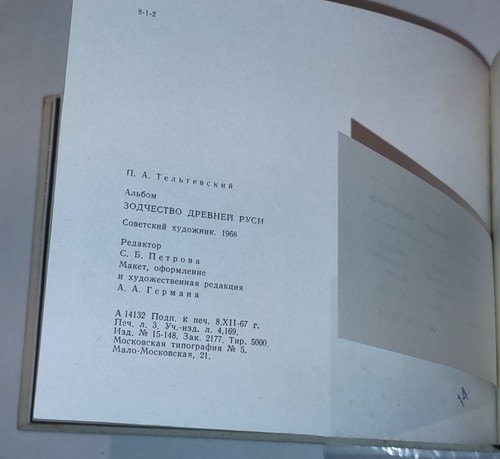 8-1-2
П. А. Тельтевский
Альбом
ЗОДЧЕСТВО ДРЕВНЕЙ РУСИ
Советский художник. 1968
Редактор
С. Б. Петрова
Макет, оформление
и художественная редакция
А. А. Германа
А 14132 Подп. к печ. 8.XII-67 г.
Печ. л. 3. Уч.-изд. л. 4,169.
Изд. № 15-148. Зак. 2177. Тир. 5000.
Московская типография № 5,
Мало-Московская, 21.